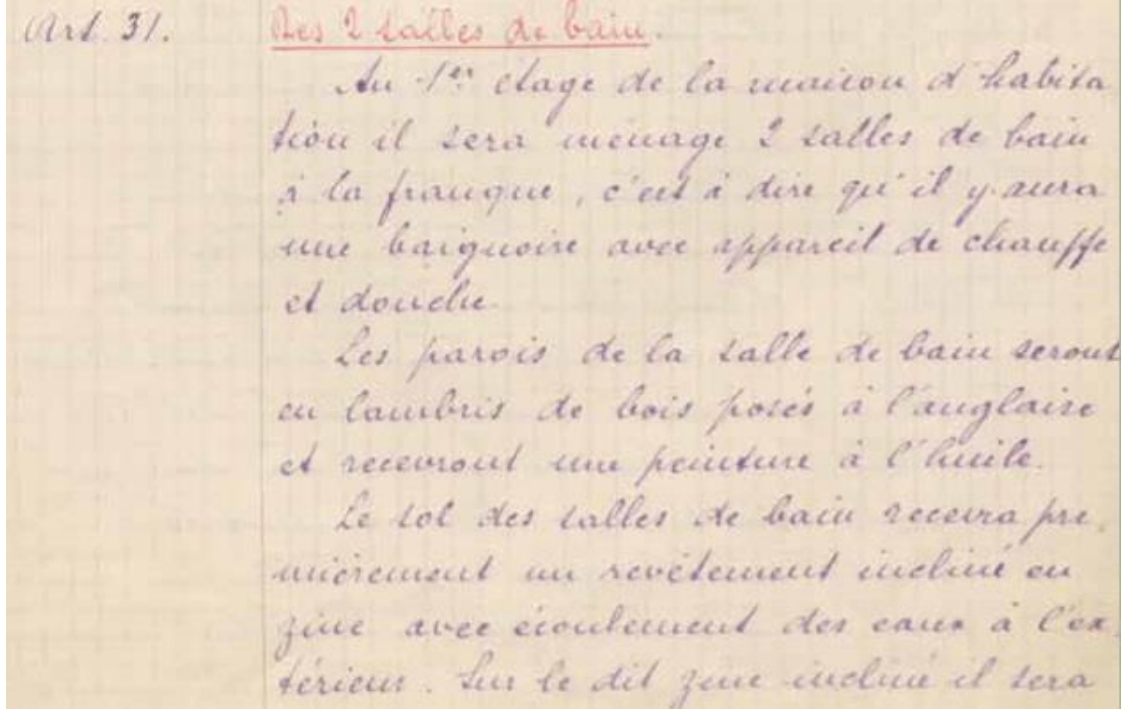 Art. 31. Des 2 salles de bain.
Au 1er étage de la maison d'habita
tion il sera ménagé 2 salles de bain
à la franque, c'est à dire qu'il y aura
une baignoire avec appareil de chauffe
et douche.
Les parois de la salle de bain seront
en lambris de bois posés à l'anglaise
et recevront une peinture à l'huile.
Le sol des salles de bain recevra pre
mièrement un revêtement incliné en
zinc avec écoulement des eaux à l'ex
térieur. Sur le dit zinc incliné il sera